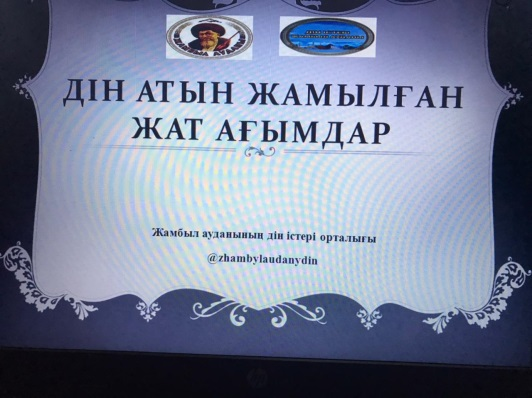 ДІН АТЫН ЖАМЫЛҒАН
ЖАТ АҒЫМДАР
Жамбыл ауданының дін істері орталығы
@zhambylaudanydin